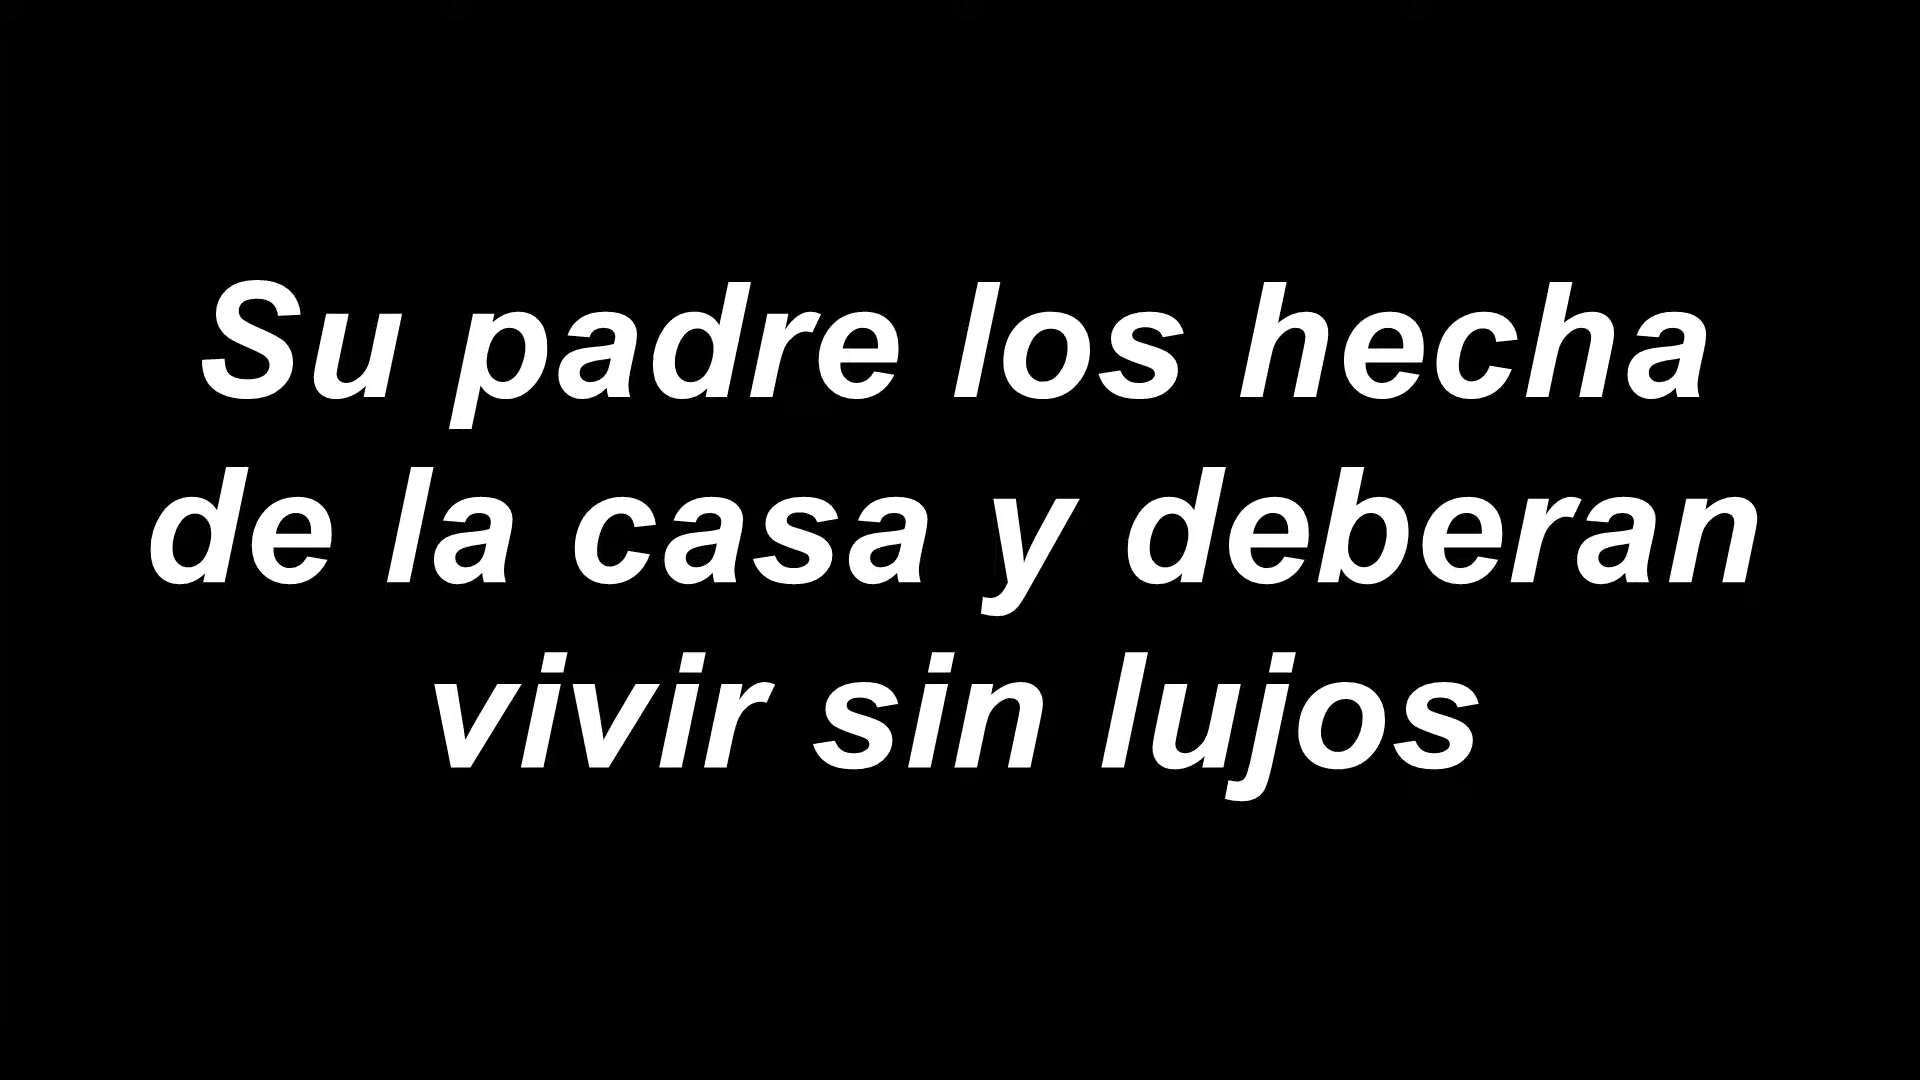 Su padre los hecha
de la casa y deberan
vivir sin lujos